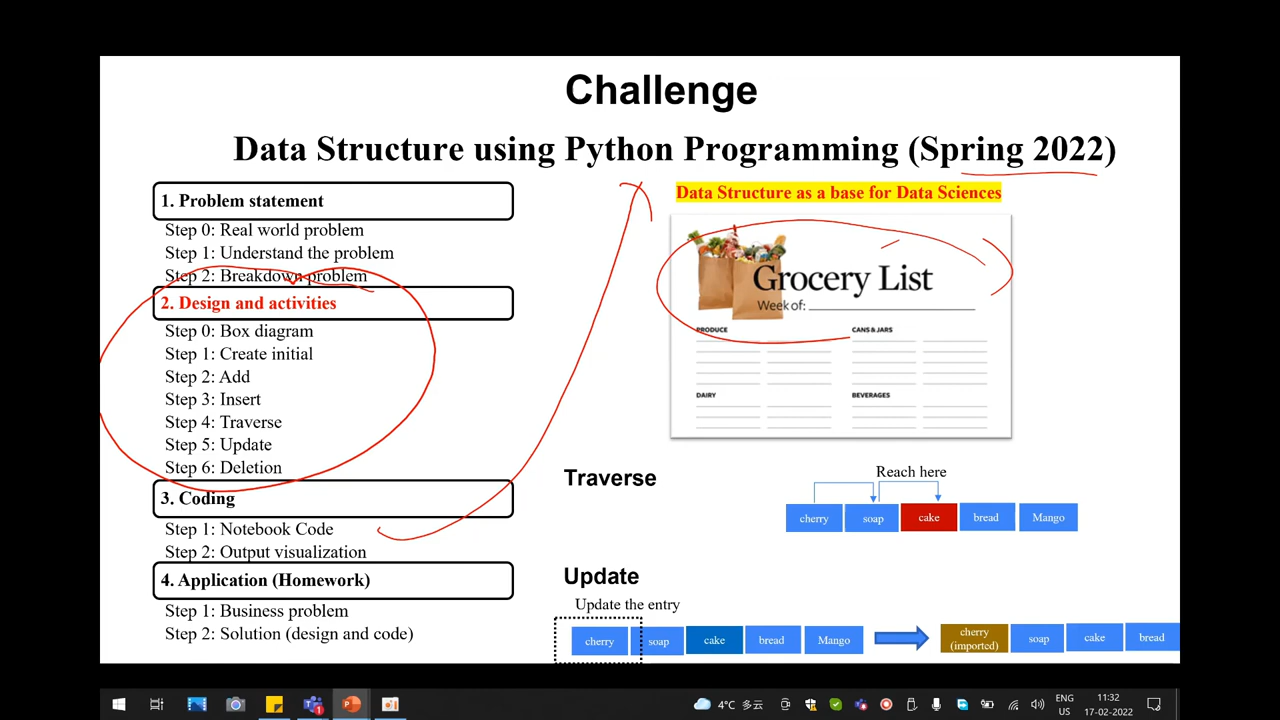 Challenge
Data Structure using Python Programming (Spring 2022)
1. Problem statement
Step 0: Real world problem
Step 1: Understand the problem
Step 2: Breakdown problem
2. Design and activities
Step 0: Box diagram
Step 1: Create initial
Step 2: Add
Step 3: Insert
Step 4: Traverse
Step 5: Update
Step 6: Deletion
3. Coding
Step 1: Notebook Code
Step 2: Output visualization
4. Application (Homework)
Step 1: Business problem
Step 2: Solution (design and code)
Data Structure as a base for Data Sciences
Grocery List
Week of:
PRODUCE
CANS & JARS
DAIRY
BEVERAGES
Traverse
Reach here
cherry soap cake bread Mango
Update
Update the entry
cherry soap cake bread Mango
cherry (imported) soap cake bread
4°C 多云
1
ENG
US
11:32
17-02-2022